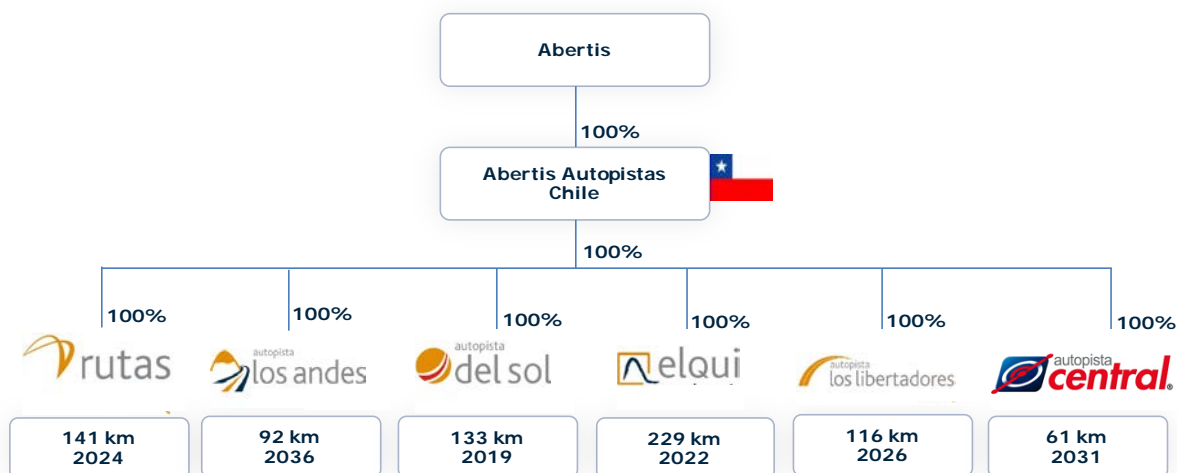 Abertis
100%
Abertis Autopistas
Chile
100%
100%
100%
100%
100%
100%
100%
rutas
autopista
los andes
autopista
del sol
elqui
autopista
los libertadores
autopista
central®
141 km
2024
92 km
2036
133 km
2019
229 km
2022
116 km
2026
61 km
2031